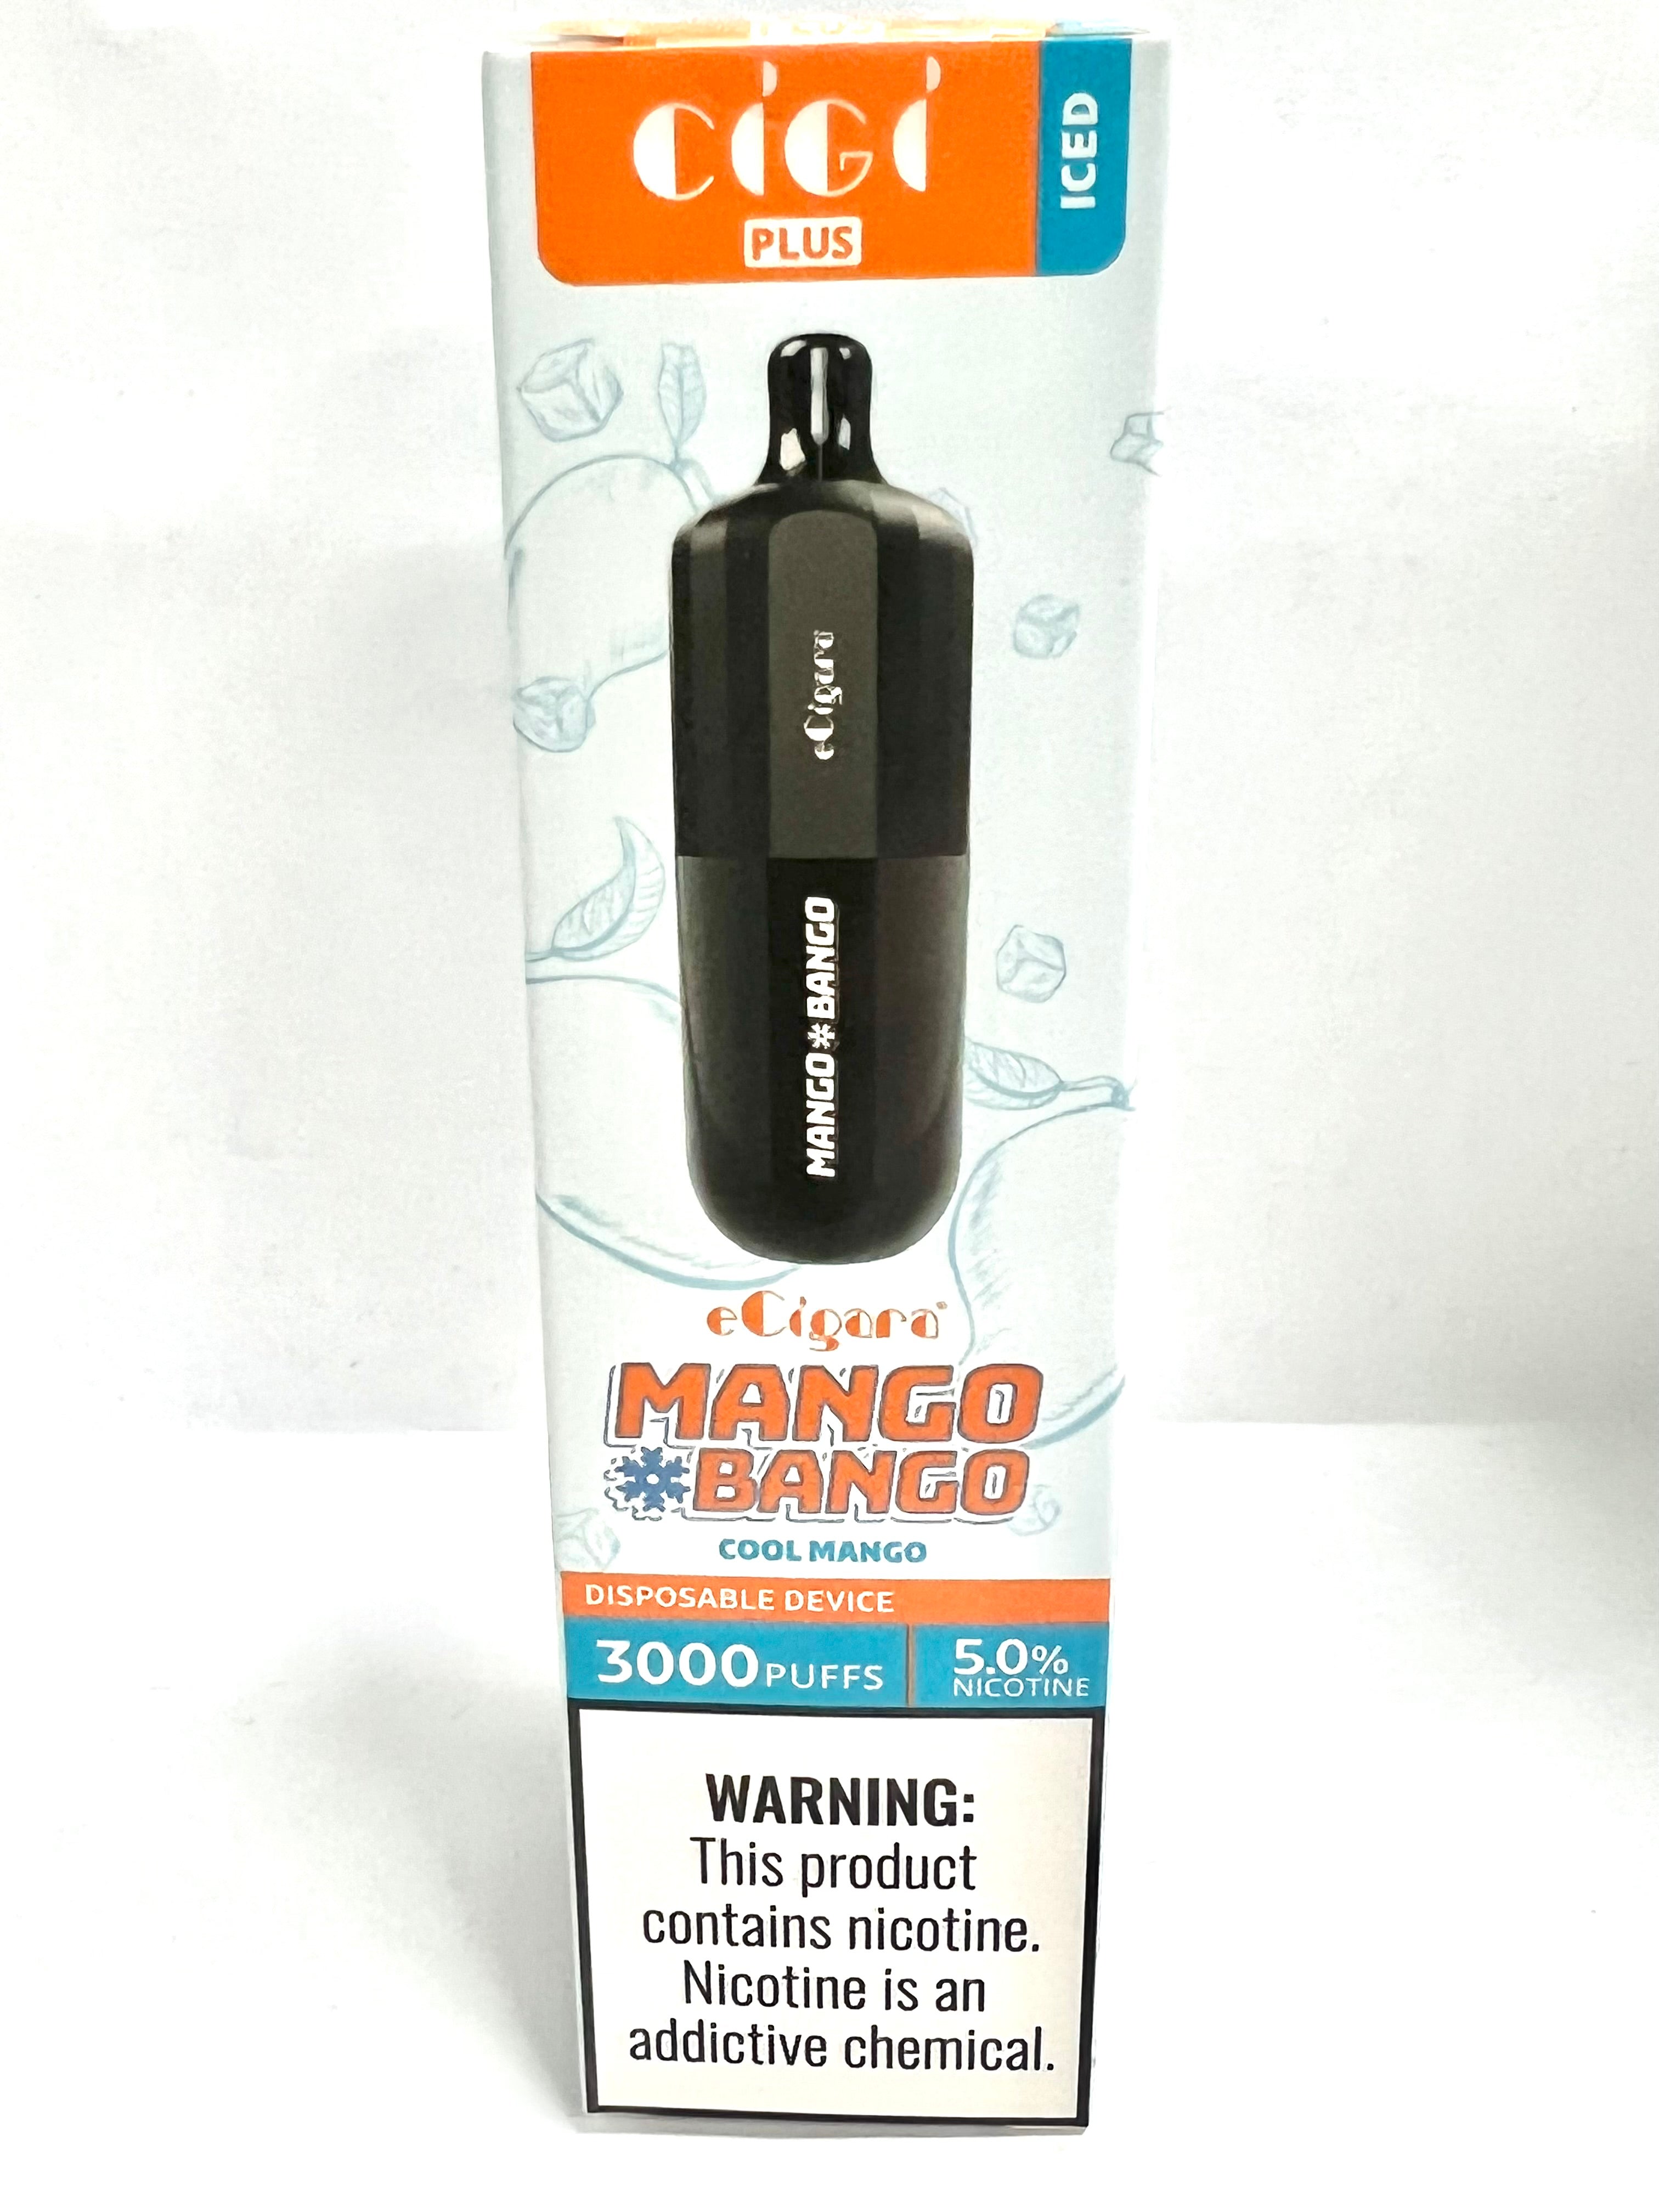 CIGI
PLUS
ICED
eCigara
MANGO BANGO
eCigara
MANGO
BANGO
COOL MANGO
DISPOSABLE DEVICE
3000 PUFFS
5.0%
NICOTINE
WARNING:
This product
contains nicotine.
Nicotine is an
addictive chemical.